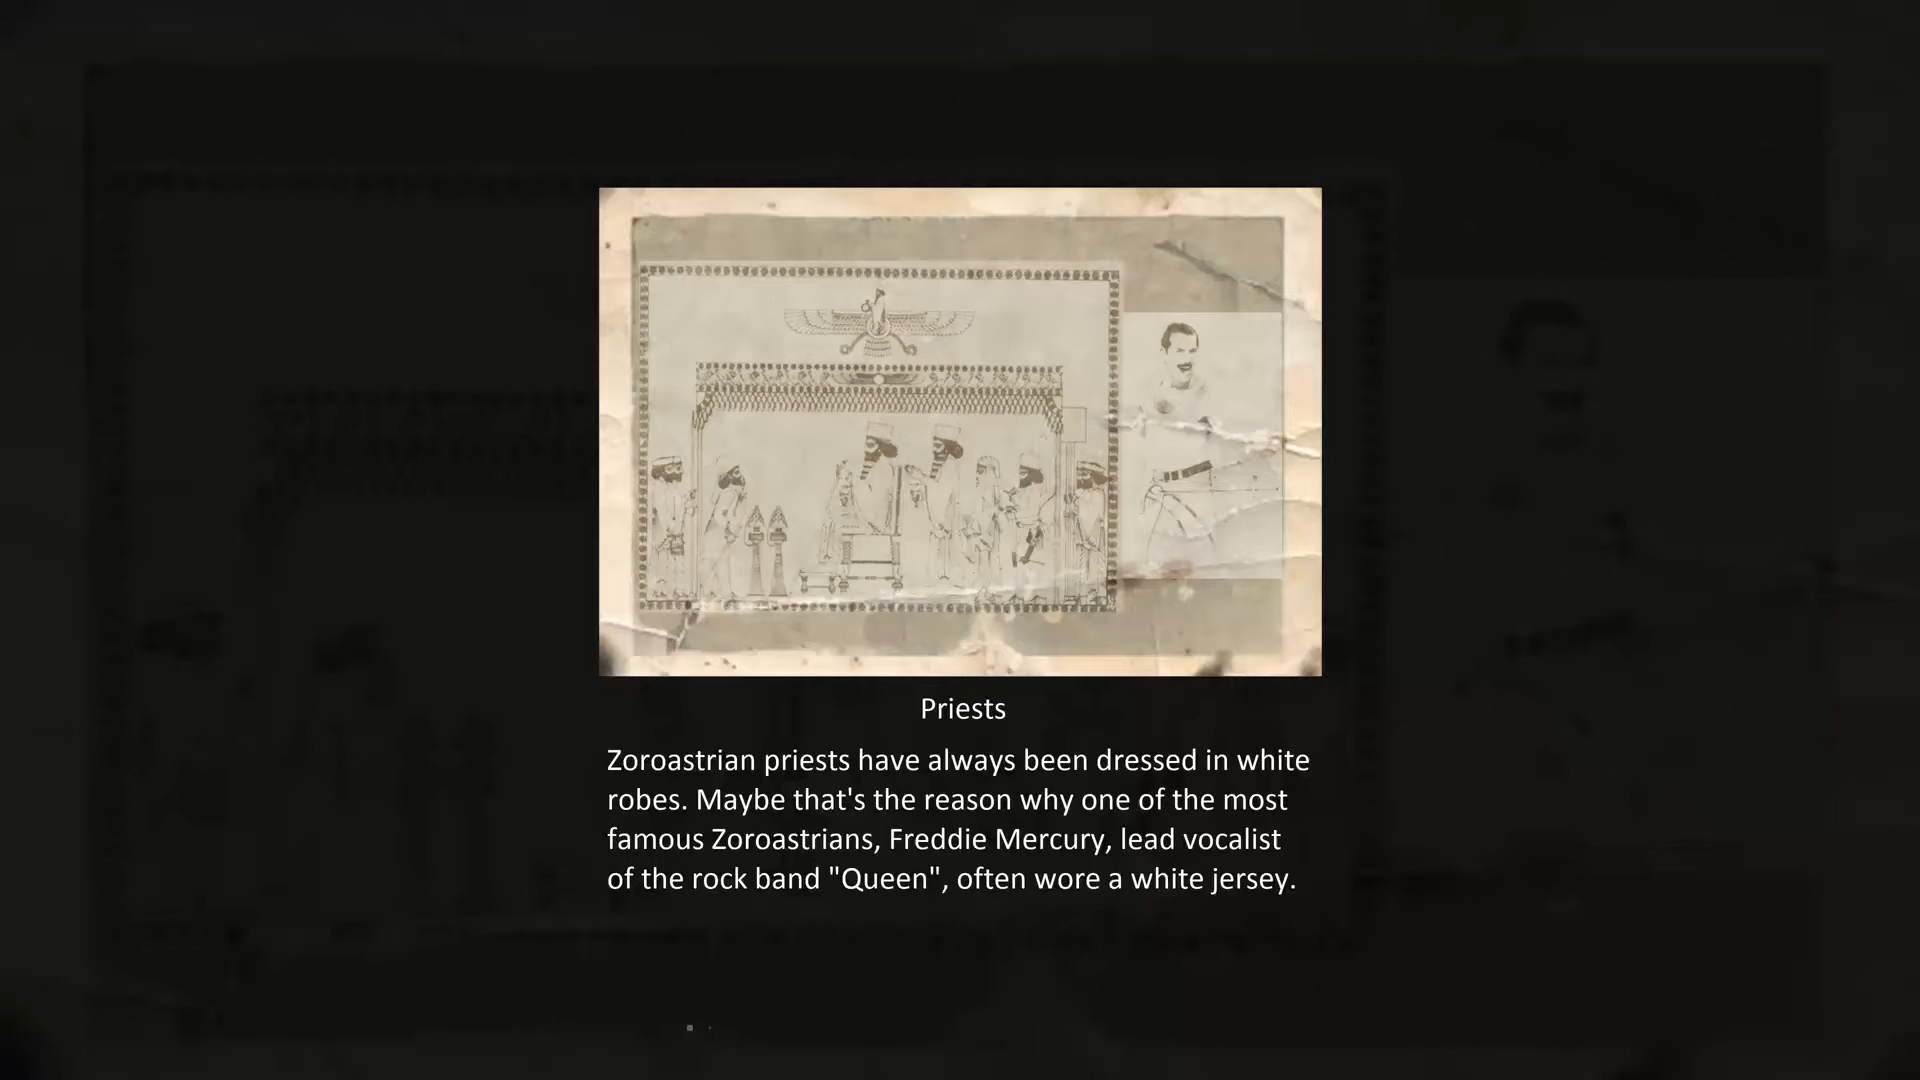 Priests
Zoroastrian priests have always been dressed in white
robes. Maybe that's the reason why one of the most
famous Zoroastrians, Freddie Mercury, lead vocalist
of the rock band "Queen", often wore a white jersey.